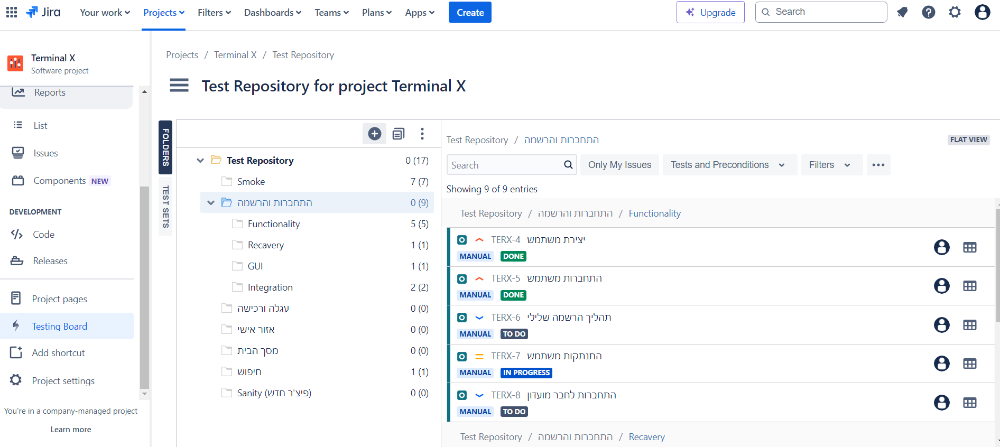 Jira Your work Projects Filters Dashboards Teams Plans Apps Create Upgrade Search
Terminal X
Software project
Reports
List
Issues
Components NEW
DEVELOPMENT
Code
Releases
Project pages
Testing Board
Add shortcut
Project settings
You're in a company-managed project
Learn more
Projects / Terminal X / Test Repository
Test Repository for project Terminal X
FOLDERS
TEST SETS
Test Repository 0 (17)
Smoke 7 (7)
התחברות והרשמה 0 (9)
Functionality 5 (5)
Recavery 1 (1)
GUI 1 (1)
Integration 2 (2)
עגלה ורכישה 0 (0)
אזור אישי 0 (0)
מסך הבית 0 (0)
חיפוש 1 (1)
Sanity (פיצ'ר חדש) 0 (0)
Test Repository / התחברות והרשמה FLAT VIEW
Search Only My Issues Tests and Preconditions Filters
Showing 9 of 9 entries
Test Repository / התחברות והרשמה / Functionality
TERX-4 יצירת משתמש
MANUAL DONE
TERX-5 התחברות משתמש
MANUAL DONE
TERX-6 תהליך הרשמה שלילי
MANUAL TO DO
TERX-7 התנתקות משתמש
MANUAL IN PROGRESS
TERX-8 התחברות לחבר מועדון
MANUAL TO DO
Test Repository / התחברות והרשמה / Recavery